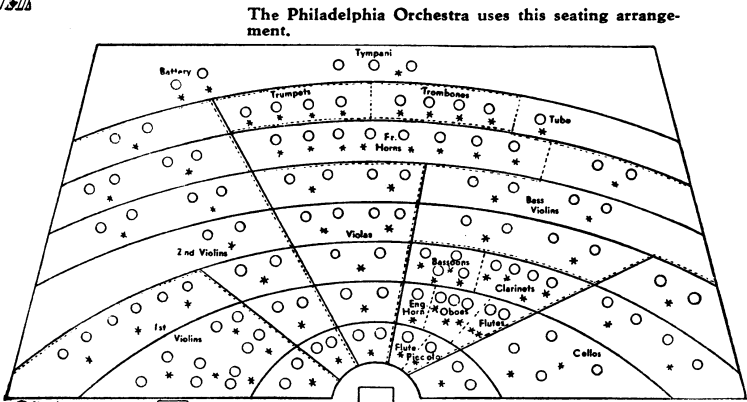 The Philadelphia Orchestra uses this seating arrange-
ment.
Tympani
Battery
Trumpets
Trombones
Tuba
Fr.
Horns
Bass
Violins
Violas
2nd Violins
Bassoons
Clarinets
Eng
Horn
Oboes
Flutes
1st
Violins
Flute
Piccolo
Cellos